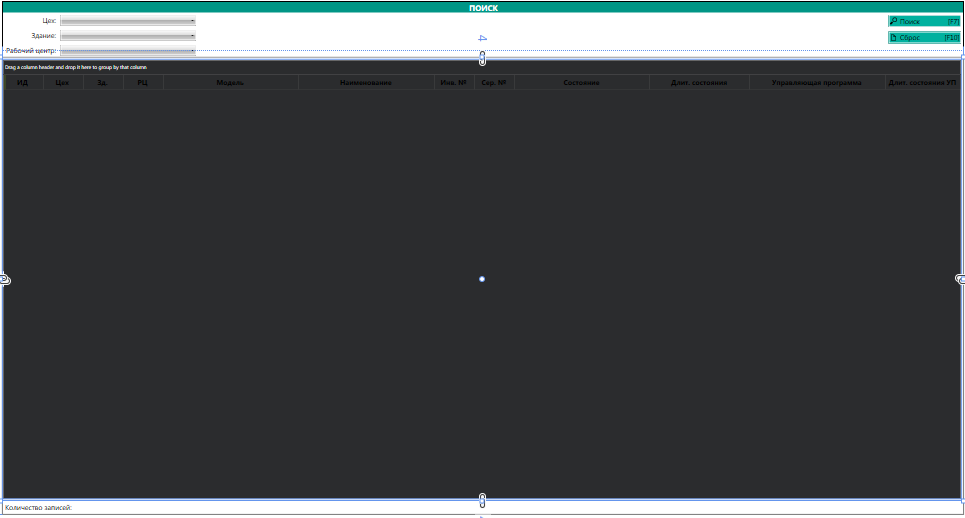 ПОИСК
Цех:
Здание:
Рабочий центр:
Поиск [F7]
Сброс [F10]
Drag a column header and drop it here to group by that column
ИД Цех Зд. РЦ Модель Наименование Инв. № Сер. № Состояние Длит. состояния Управляющая программа Длит. состояния УП
Количество записей: